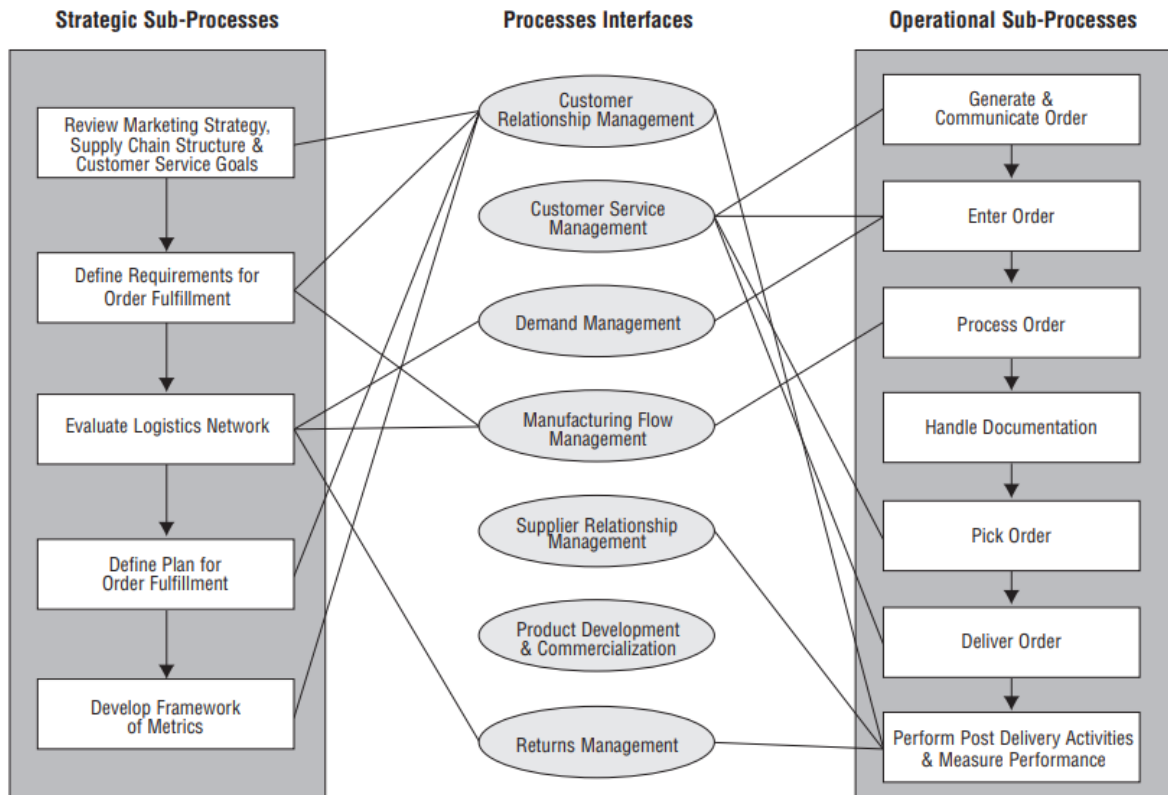 Strategic Sub-Processes
Processes Interfaces
Operational Sub-Processes
Review Marketing Strategy,
Supply Chain Structure &
Customer Service Goals
Define Requirements for
Order Fulfillment
Evaluate Logistics Network
Define Plan for
Order Fulfillment
Develop Framework
of Metrics
Customer
Relationship Management
Customer Service
Management
Demand Management
Manufacturing Flow
Management
Supplier Relationship
Management
Product Development
& Commercialization
Returns Management
Generate &
Communicate Order
Enter Order
Process Order
Handle Documentation
Pick Order
Deliver Order
Perform Post Delivery Activities
& Measure Performance